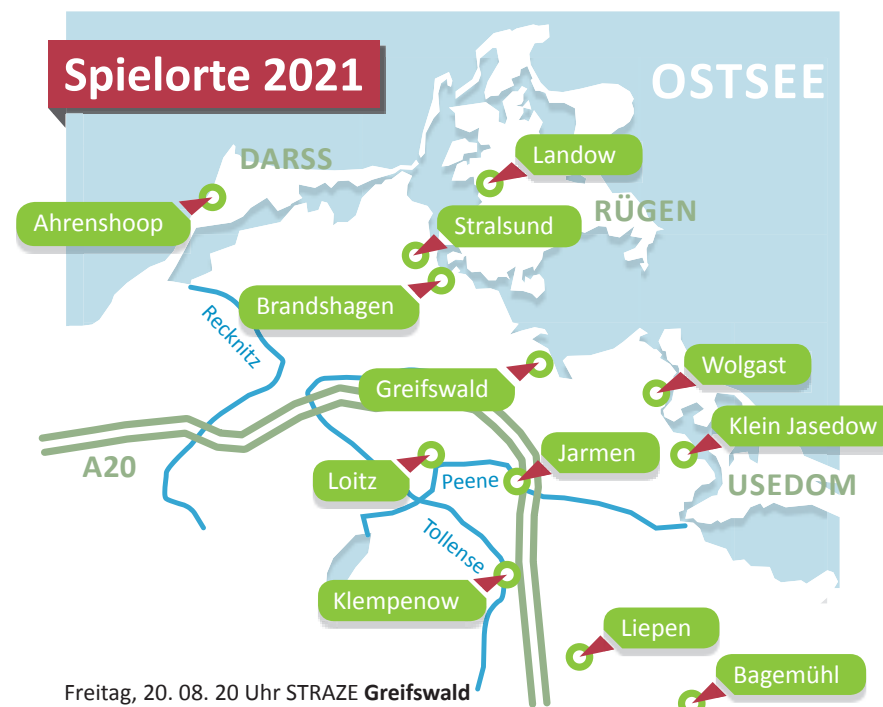 Spielorte 2021
OSTSEE
DARSS
Landow
RÜGEN
Ahrenshoop
Stralsund
Brandshagen
Recknitz
Wolgast
Greifswald
Klein Jasedow
A20
Jarmen
Loitz
Peene
USEDOM
Tollense
Klempenow
Liepen
Bagemühl
Freitag, 20. 08. 20 Uhr STRAZE Greifswald